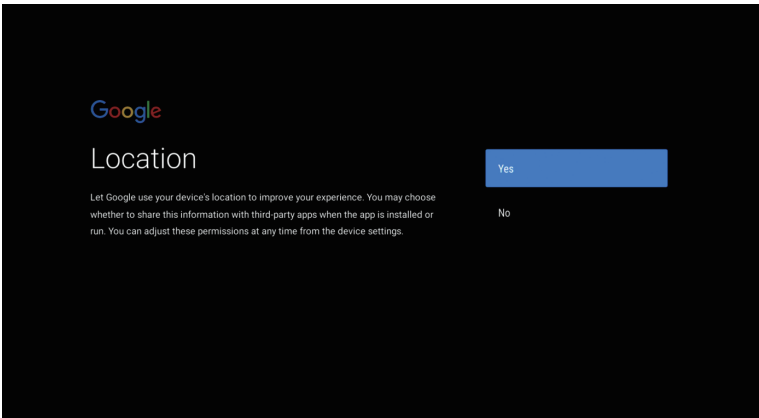 Google
Location
Let Google use your device's location to improve your experience. You may choose
whether to share this information with third-party apps when the app is installed or
run. You can adjust these permissions at any time from the device settings.
Yes
No